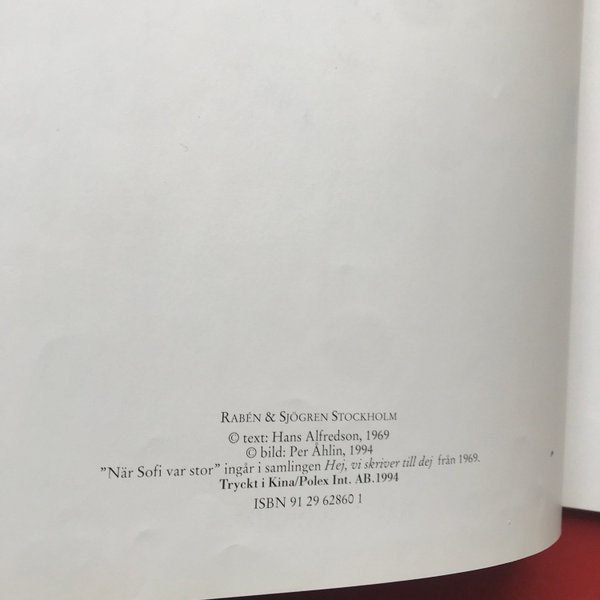 RABÉN & SJÖGREN STOCKHOLM
© text: Hans Alfredson, 1969
© bild: Per Åhlin, 1994
”När Sofi var stor” ingår i samlingen Hej, vi skriver till dej från 1969.
Tryckt i Kina/Polex Int. AB.1994
ISBN 91 29 62860 1